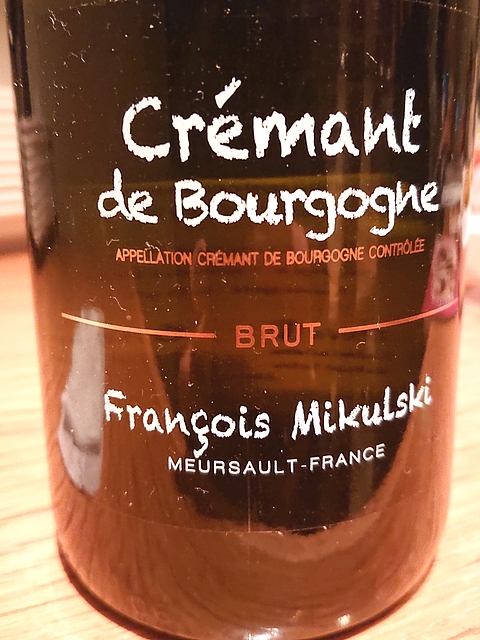 Crémant
de Bourgogne
APPELLATION CRÉMANT DE BOURGOGNE CONTRÔLÉE
BRUT
François Mikulski
MEURSAULT-FRANCE